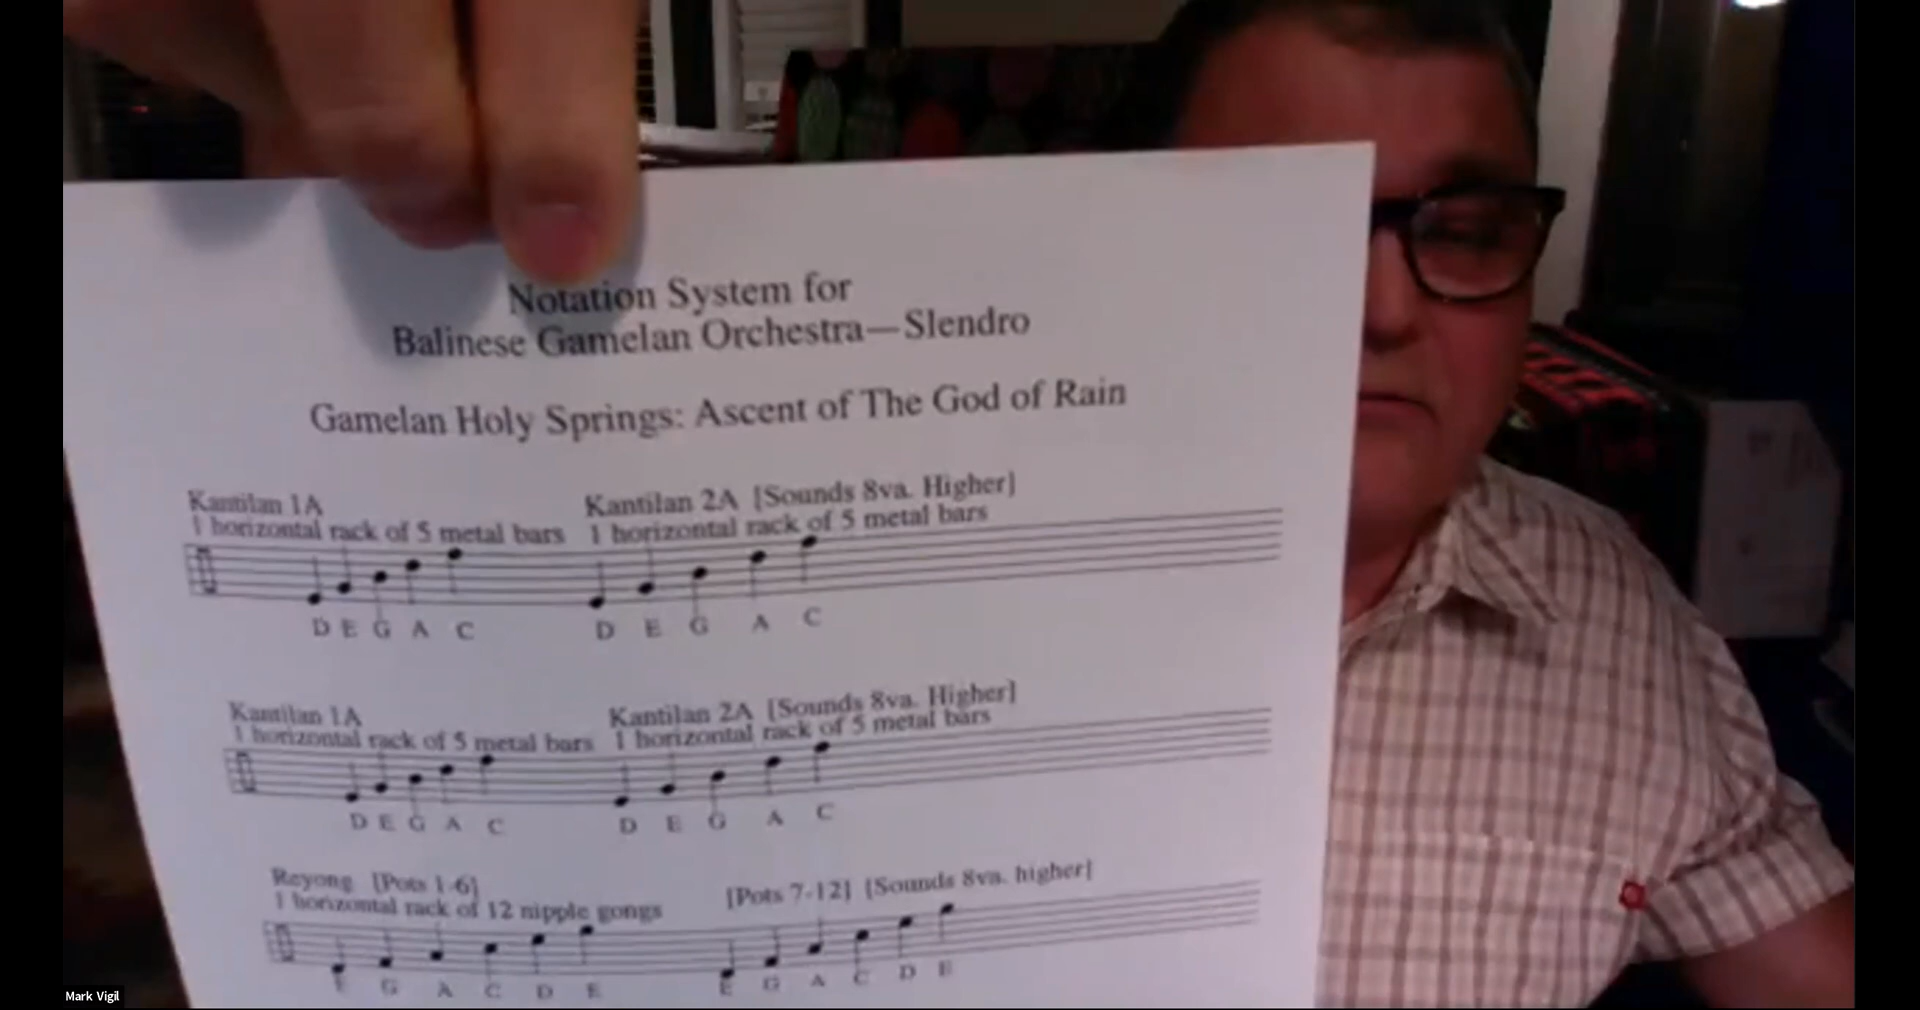 Notation System for
Balinese Gamelan Orchestra—Slendro
Gamelan Holy Springs: Ascent of The God of Rain
Kantilan 1A
1 horizontal rack of 5 metal bars
Kantilan 2A [Sounds 8va. Higher]
1 horizontal rack of 5 metal bars
D E G A C
D E G A C
Kantilan 1A
1 horizontal rack of 5 metal bars
Kantilan 2A [Sounds 8va. Higher]
1 horizontal rack of 5 metal bars
D E G A C
D E G A C
Reyong [Pots 1-6]
1 horizontal rack of 12 nipple gongs
[Pots 7-12] [Sounds 8va. higher]
E G A C D E
E G A C D E
Mark Vigil